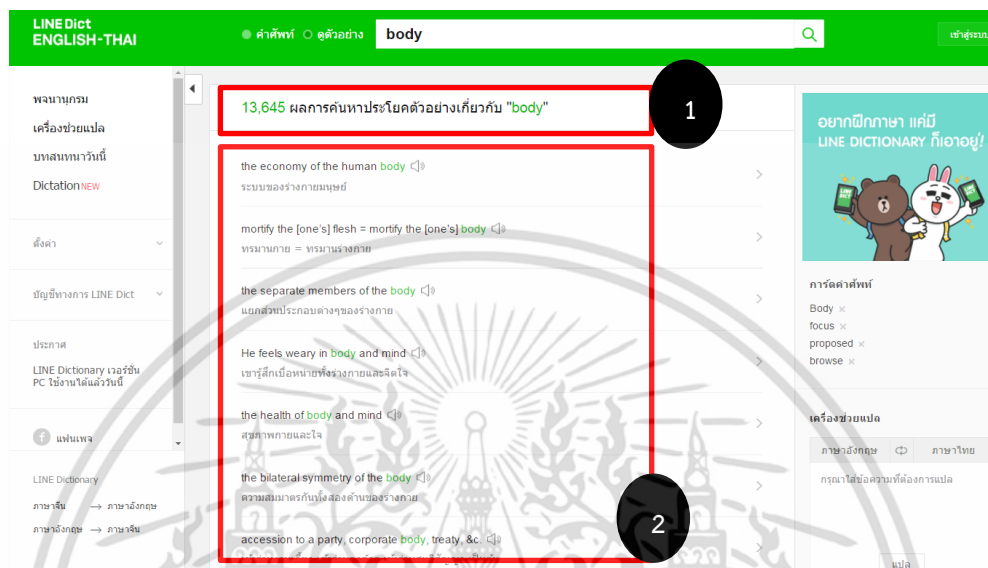 LINE Dict
ENGLISH-THAI
คำศัพท์ ดูตัวอย่าง body
เข้าสู่ระบบ
พจนานุกรม
เครื่องช่วยแปล
บทสนทนาวันนี้
Dictation NEW
ตั้งค่า
บัญชีทางการ LINE Dict
ประกาศ
LINE Dictionary เวอร์ชัน
PC ใช้งานได้แล้ววันนี้
แฟนเพจ
LINE Dictionary
ภาษาจีน → ภาษาอังกฤษ
ภาษาอังกฤษ → ภาษาจีน
13,645 ผลการค้นหาประโยคตัวอย่างเกี่ยวกับ "body"
1
the economy of the human body
ระบบของร่างกายมนุษย์
mortify the [one's] flesh = mortify the [one's] body
ทรมานกาย = ทรมานร่างกาย
the separate members of the body
แยกส่วนประกอบต่างๆของร่างกาย
He feels weary in body and mind
เขารู้สึกเบื่อหน่ายทั้งร่างกายและจิตใจ
the health of body and mind
สุขภาพกายและใจ
the bilateral symmetry of the body
ความสมมาตรกันทั้งสองด้านของร่างกาย
accession to a party, corporate body, treaty, &c.
2
อยากฝึกภาษา แค่มี
LINE DICTIONARY ก็เอาอยู่!
การ์ดคำศัพท์
Body ×
focus ×
proposed ×
browse ×
เครื่องช่วยแปล
ภาษาอังกฤษ ภาษาไทย
กรุณาใส่ข้อความที่ต้องการแปล
แปล